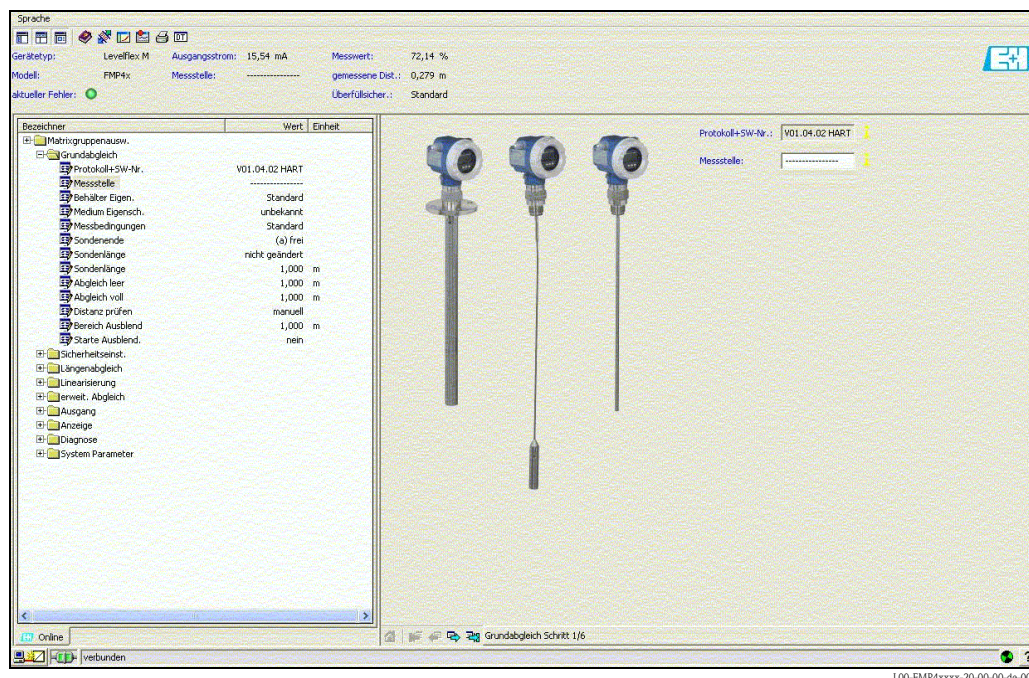 Sprache
Gerätetyp: Levelflex M Ausgangsstrom: 15,54 mA Messwert: 72,14 %
Modell: FMP4x Messstelle: ---------------- gemessene Dist.: 0,279 m
aktueller Fehler: Überfüllsicher.: Standard
E+H
Bezeichner Wert Einheit
Matrixgruppenausw.
Grundabgleich
Protokoll+SW-Nr. V01.04.02 HART
Messstelle ----------------
Behälter Eigen. Standard
Medium Eigensch. unbekannt
Messbedingungen Standard
Sondenende (a) frei
Sondenlänge nicht geändert
Sondenlänge 1,000 m
Abgleich leer 1,000 m
Abgleich voll 1,000 m
Distanz prüfen manuell
Bereich Ausblend 1,000 m
Starte Ausblend. nein
Sicherheitseinst.
Längenabgleich
Linearisierung
erweit. Abgleich
Ausgang
Anzeige
Diagnose
System Parameter
Protokoll+SW-Nr.: V01.04.02 HART
Messstelle: ----------------
Online
Grundabgleich Schritt 1/6
verbunden
?